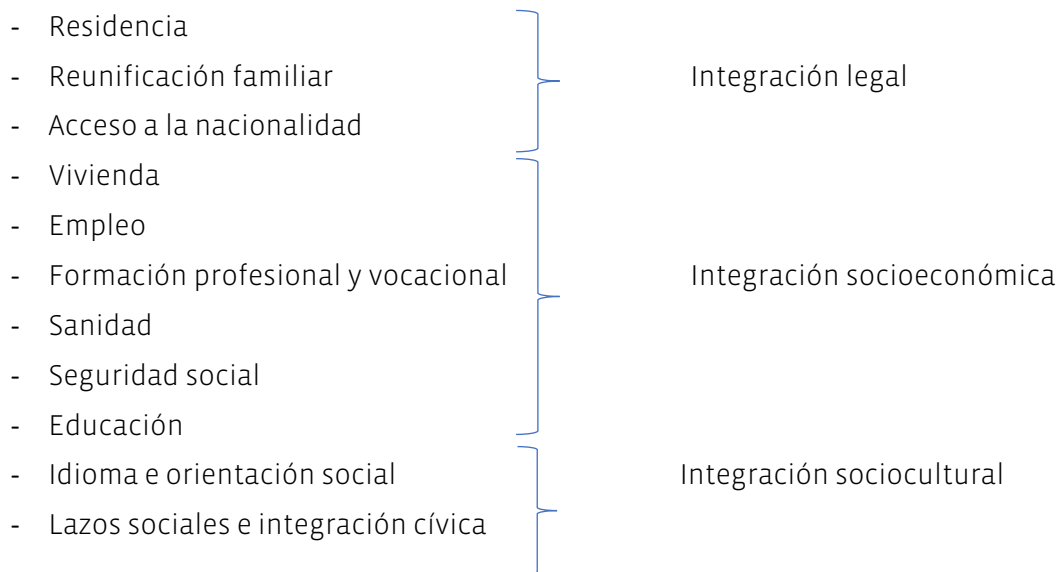 - Residencia
- Reunificación familiar Integración legal
- Acceso a la nacionalidad
- Vivienda
- Empleo
- Formación profesional y vocacional Integración socioeconómica
- Sanidad
- Seguridad social
- Educación
- Idioma e orientación social Integración sociocultural
- Lazos sociales e integración cívica